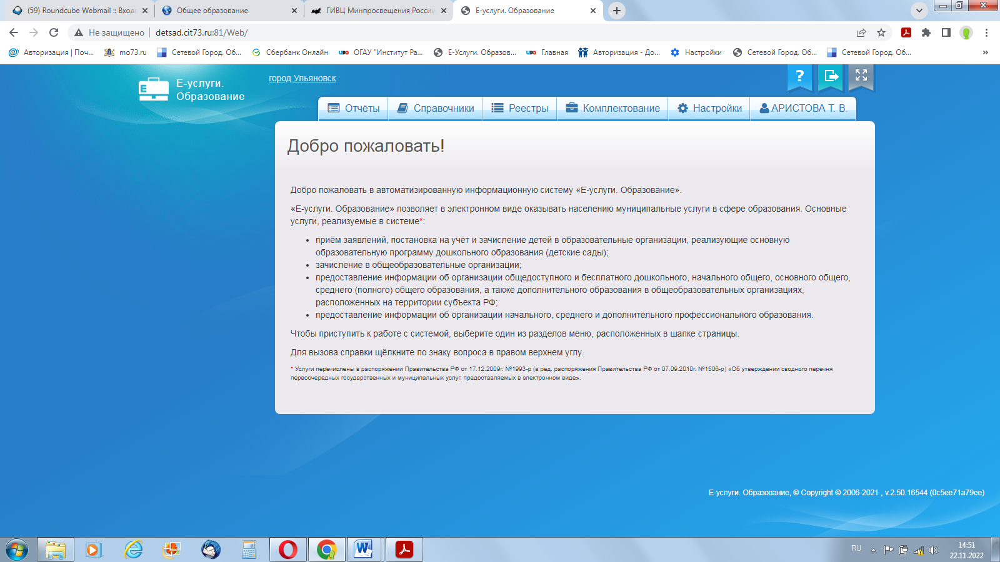 (59) Roundcube Webmail :: Входя
Общее образование
ГИВЦ Минпросвещения России
Е-услуги. Образование
Не защищено
detsad.cit73.ru:81/Web/
Авторизация | Поч...
mo73.ru
Сетевой Город. Об...
Сбербанк Онлайн
ОГАУ "Институт Ра...
Е-Услуги. Образов...
Главная
Авторизация - До...
Настройки
Сетевой Город. Об...
Сетевой Город. Об...
»
Е-услуги.
Образование
город Ульяновск
Отчёты
Справочники
Реестры
Комплектование
Настройки
АРИСТОВА Т. В.
Добро пожаловать!
Добро пожаловать в автоматизированную информационную систему «Е-услуги. Образование».
«Е-услуги. Образование» позволяет в электронном виде оказывать населению муниципальные услуги в сфере образования. Основные
услуги, реализуемые в системе*:
• приём заявлений, постановка на учёт и зачисление детей в образовательные организации, реализующие основную
образовательную программу дошкольного образования (детские сады);
• зачисление в общеобразовательные организации;
• предоставление информации об организации общедоступного и бесплатного дошкольного, начального общего, основного общего,
среднего (полного) общего образования, а также дополнительного образования в общеобразовательных организациях,
расположенных на территории субъекта РФ;
• предоставление информации об организации начального, среднего и дополнительного профессионального образования.
Чтобы приступить к работе с системой, выберите один из разделов меню, расположенных в шапке страницы.
Для вызова справки щёлкните по знаку вопроса в правом верхнем углу.
* Услуги перечислены в распоряжении Правительства РФ от 17.12.2009г. №1993-р (в ред. распоряжения Правительства РФ от 07.09.2010г. №1506-р) «Об утверждении сводного перечня
первоочередных государственных и муниципальных услуг, предоставляемых в электронном виде».
Е-услуги. Образование, © Copyright © 2006-2021 , v.2.50.16544 (0c5ee71a79ee)
RU
14:51
22.11.2022